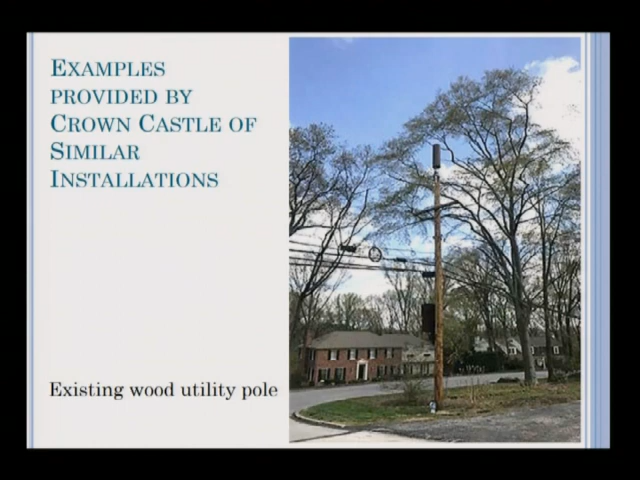 EXAMPLES
PROVIDED BY
CROWN CASTLE OF
SIMILAR
INSTALLATIONS
Existing wood utility pole